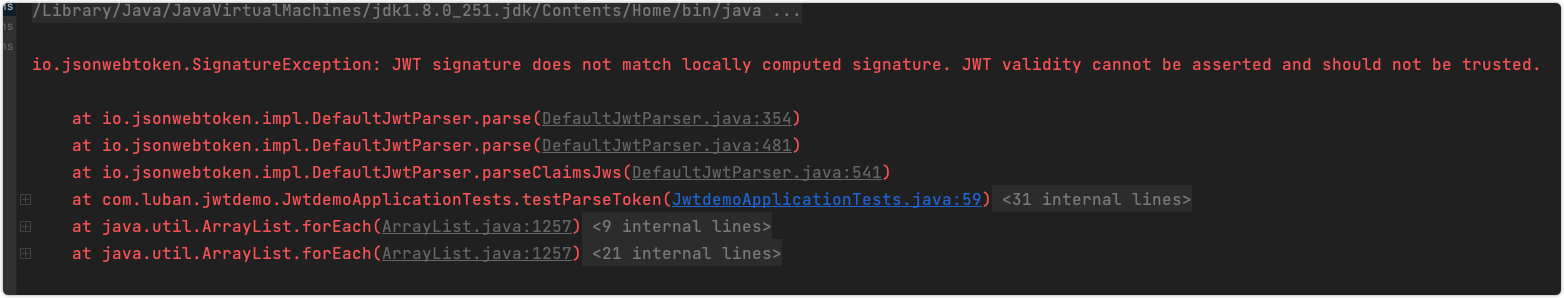 /Library/Java/JavaVirtualMachines/jdk1.8.0_251.jdk/Contents/Home/bin/java ...
io.jsonwebtoken.SignatureException: JWT signature does not match locally computed signature. JWT validity cannot be asserted and should not be trusted.
at io.jsonwebtoken.impl.DefaultJwtParser.parse(DefaultJwtParser.java:354)
at io.jsonwebtoken.impl.DefaultJwtParser.parse(DefaultJwtParser.java:481)
at io.jsonwebtoken.impl.DefaultJwtParser.parseClaimsJws(DefaultJwtParser.java:541)
at com.luban.jwtdemo.JwtdemoApplicationTests.testParseToken(JwtdemoApplicationTests.java:59) <31 internal lines>
at java.util.ArrayList.forEach(ArrayList.java:1257) <9 internal lines>
at java.util.ArrayList.forEach(ArrayList.java:1257) <21 internal lines>